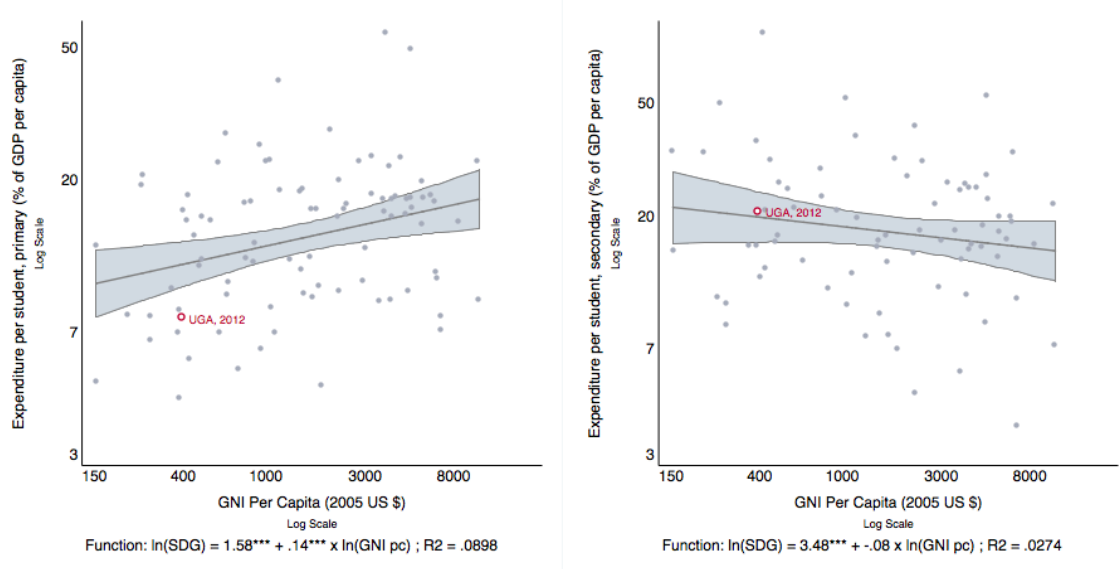 Expenditure per student, primary (% of GDP per capita)
Log Scale
50
20
7
3
UGA, 2012
150 400 1000 3000 8000
GNI Per Capita (2005 US $)
Log Scale
Function: ln(SDG) = 1.58*** + .14*** x ln(GNI pc) ; R2 = .0898
Expenditure per student, secondary (% of GDP per capita)
Log Scale
50
20
7
3
UGA, 2012
150 400 1000 3000 8000
GNI Per Capita (2005 US $)
Log Scale
Function: ln(SDG) = 3.48*** + -.08 x ln(GNI pc) ; R2 = .0274